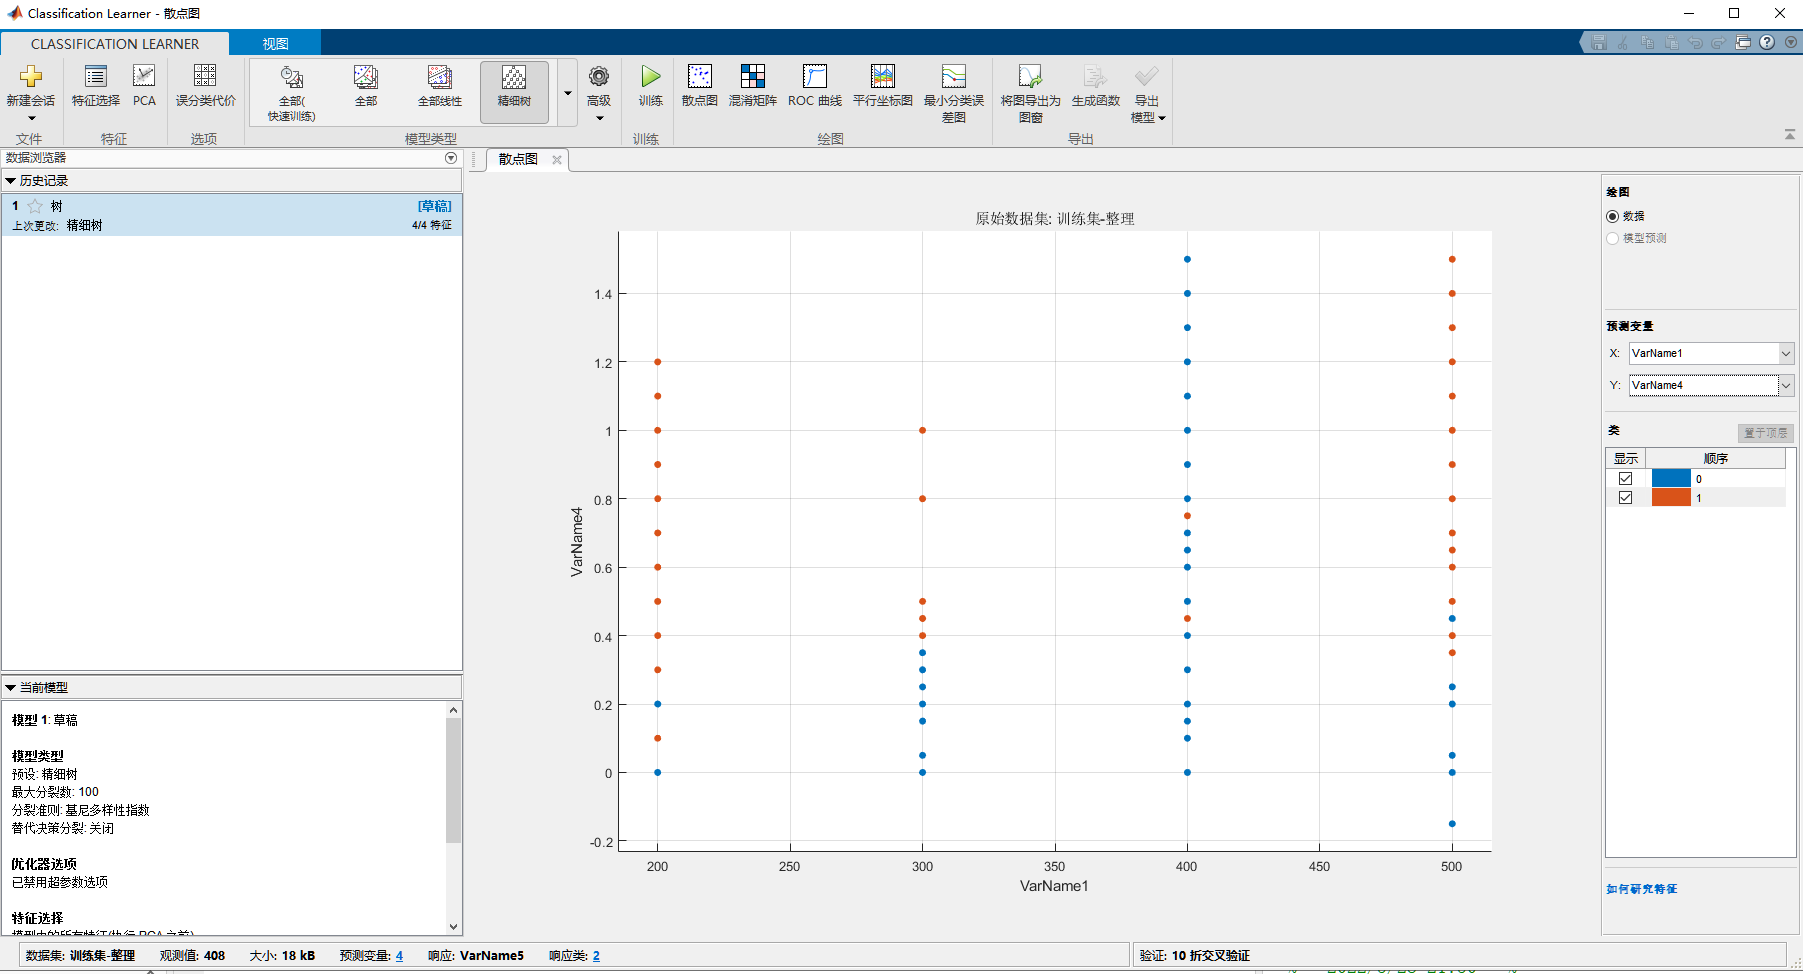 Classification Learner - 散点图
CLASSIFICATION LEARNER
视图
新建会话
特征选择
PCA
误分类代价
全部(
快速训练)
全部
全部线性
精细树
高级
训练
散点图
混淆矩阵
ROC 曲线
平行坐标图
最小分类误
差图
将图导出为
图窗
生成函数
导出
模型
文件
特征
选项
模型类型
训练
绘图
导出
数据浏览器
历史记录
1 树 [草稿]
上次更改: 精细树 4/4 特征
当前模型
模型 1: 草稿
模型类型
预设: 精细树
最大分裂数: 100
分裂准则: 基尼多样性指数
替代决策分裂: 关闭
优化器选项
已禁用超参数选项
特征选择
模型中的所有特征(执行 PCA 之前)
散点图
原始数据集: 训练集-整理
1.4
1.2
1
0.8
0.6
0.4
0.2
0
-0.2
VarName4
200 250 300 350 400 450 500
VarName1
绘图
数据
模型预测
预测变量
X: VarName1
Y: VarName4
类
置于顶层
显示 顺序
0
1
如何研究特征
数据集: 训练集-整理 观测值: 408 大小: 18 kB 预测变量: 4 响应: VarName5 响应类: 2
验证: 10 折交叉验证